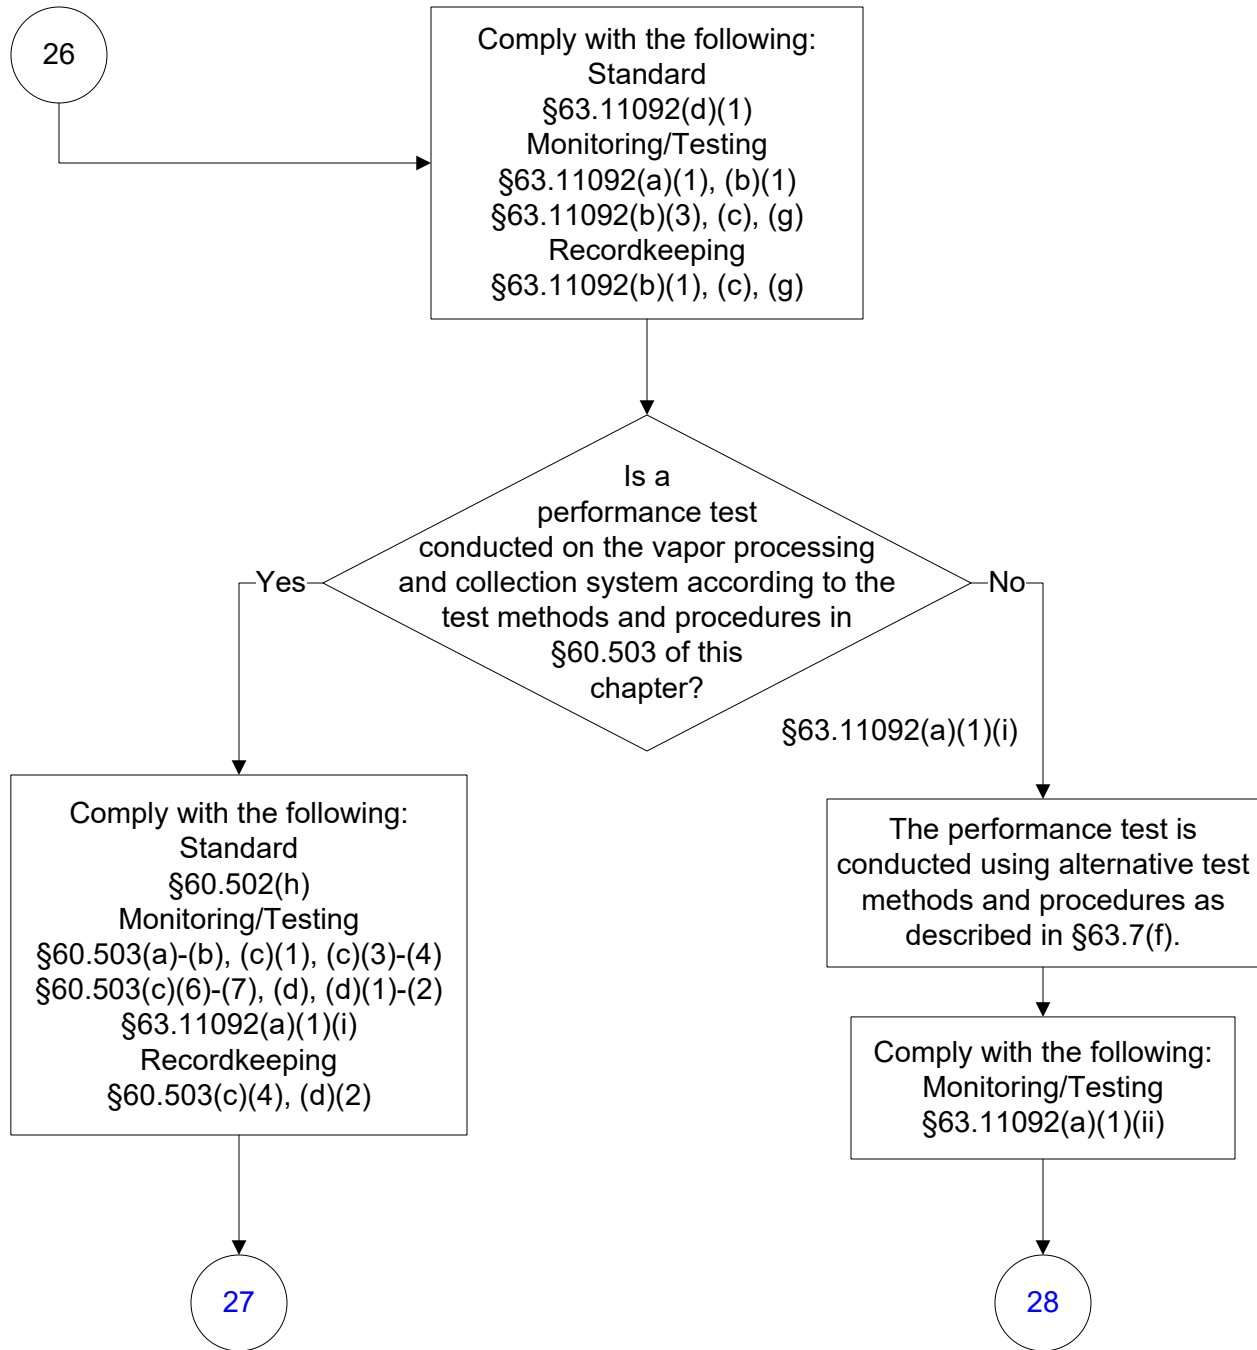 26
Comply with the following:
Standard
§63.11092(d)(1)
Monitoring/Testing
§63.11092(a)(1), (b)(1)
§63.11092(b)(3), (c), (g)
Recordkeeping
§63.11092(b)(1), (c), (g)
Is a
performance test
conducted on the vapor processing
and collection system according to the
test methods and procedures in
§60.503 of this
chapter?
Yes
No
§63.11092(a)(1)(i)
Comply with the following:
Standard
§60.502(h)
Monitoring/Testing
§60.503(a)-(b), (c)(1), (c)(3)-(4)
§60.503(c)(6)-(7), (d), (d)(1)-(2)
§63.11092(a)(1)(i)
Recordkeeping
§60.503(c)(4), (d)(2)
The performance test is
conducted using alternative test
methods and procedures as
described in §63.7(f).
Comply with the following:
Monitoring/Testing
§63.11092(a)(1)(ii)
27
28